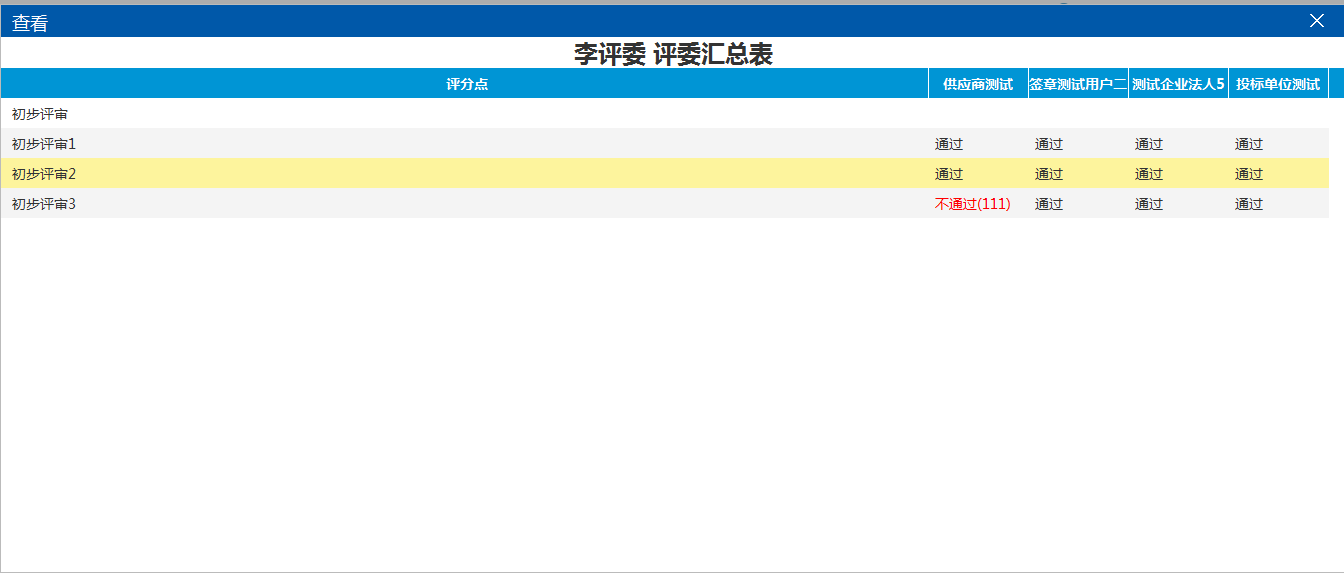 查看
李评委 评委汇总表
评分点 供应商测试 签章测试用户二 测试企业法人5 投标单位测试
初步评审
初步评审1 通过 通过 通过 通过
初步评审2 通过 通过 通过 通过
初步评审3 不通过(111) 通过 通过 通过